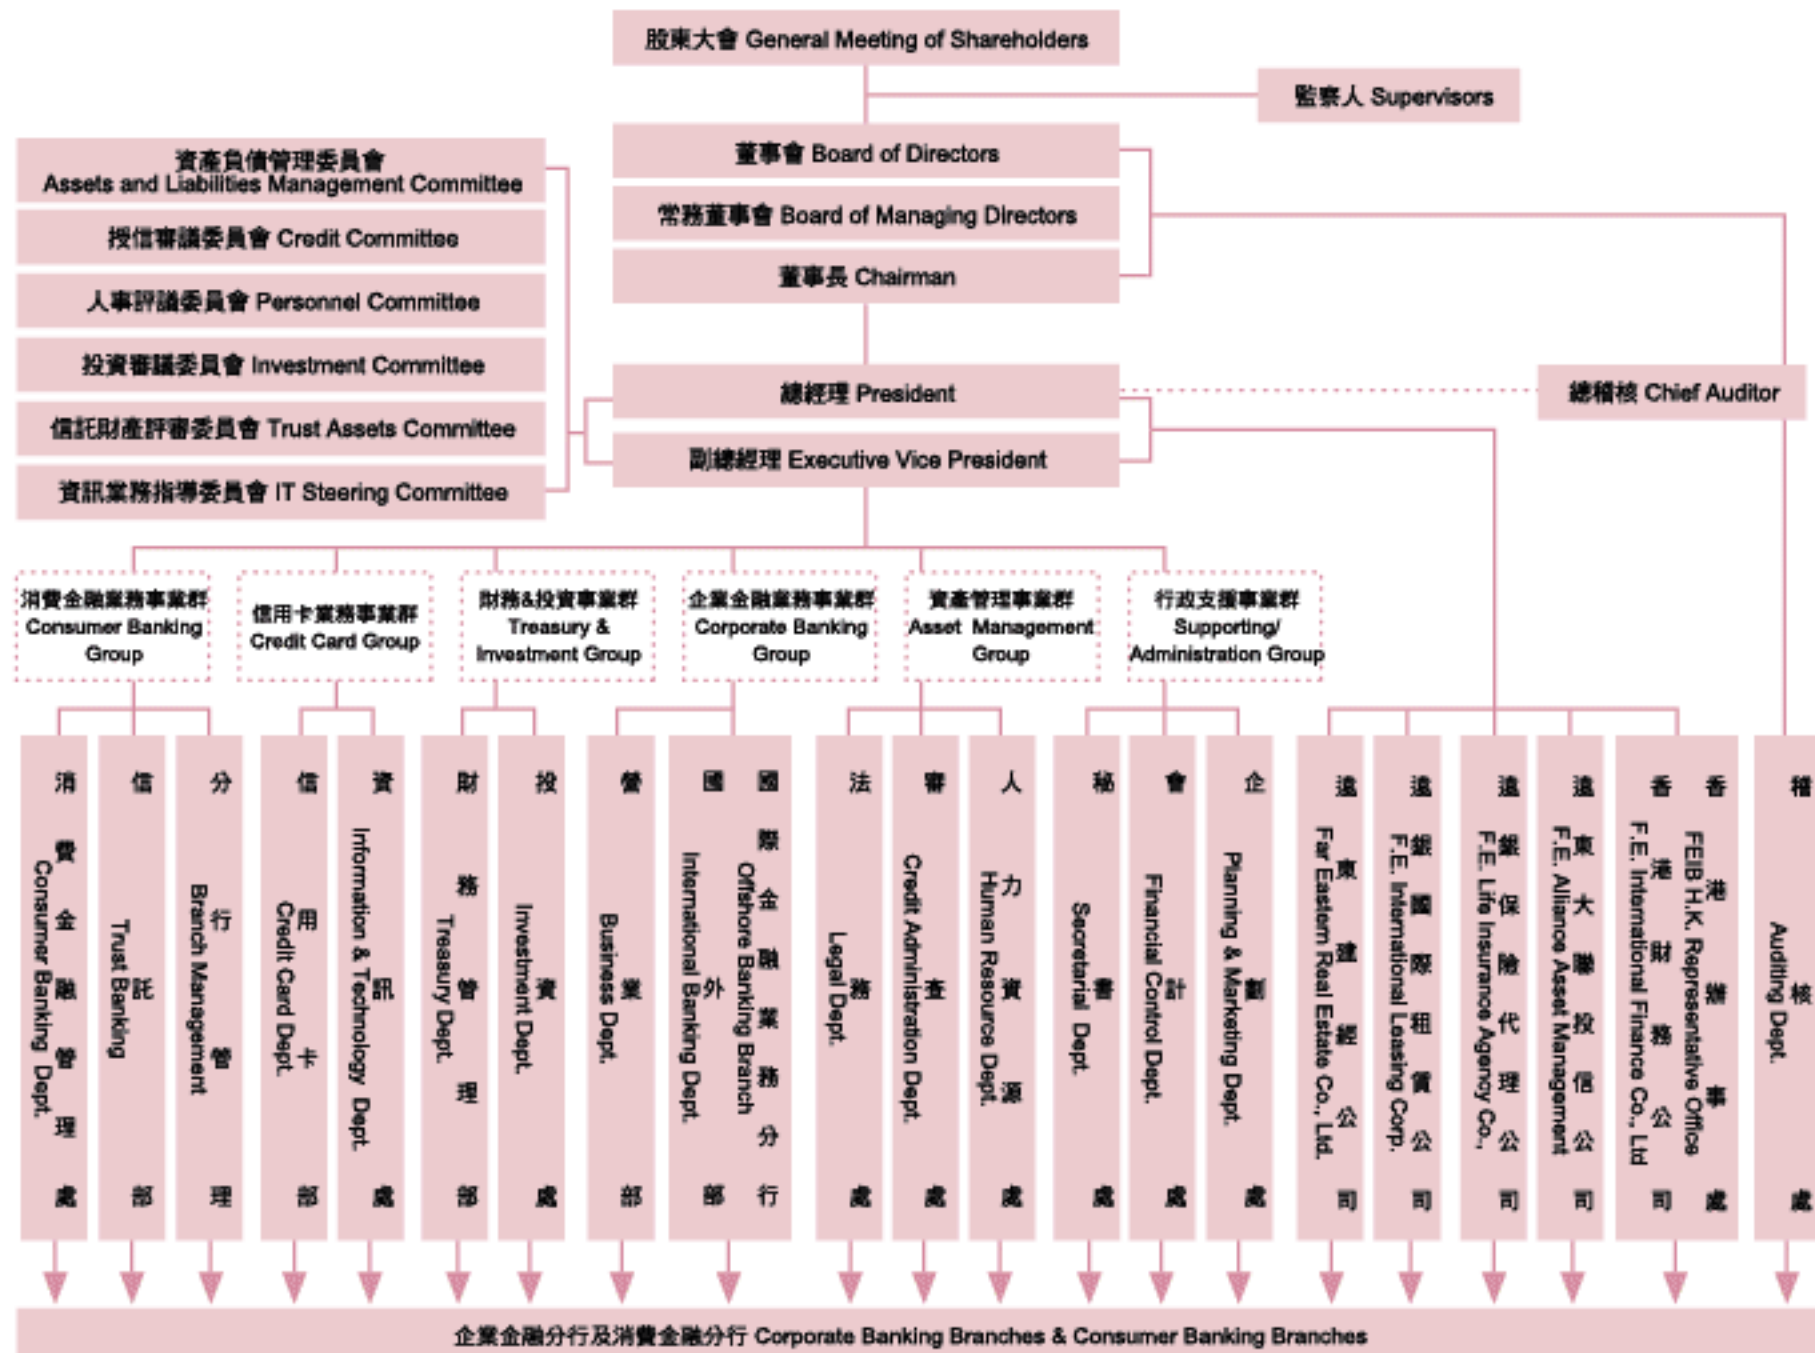 股東大會 General Meeting of Shareholders
監察人 Supervisors
董事會 Board of Directors
常務董事會 Board of Managing Directors
董事長 Chairman
資產負債管理委員會
Assets and Liabilities Management Committee
授信審議委員會 Credit Committee
人事評議委員會 Personnel Committee
投資審議委員會 Investment Committee
信託財產評審委員會 Trust Assets Committee
資訊業務指導委員會 IT Steering Committee
總經理 President
總稽核 Chief Auditor
副總經理 Executive Vice President
消費金融業務事業群
Consumer Banking
Group
信用卡業務事業群
Credit Card Group
財務&投資事業群
Treasury &
Investment Group
企業金融業務事業群
Corporate Banking
Group
資產管理事業群
Asset Management
Group
行政支援事業群
Supporting/
Administration Group
消費金融管理處
Consumer Banking Dept.
信託部
Trust Banking
分行管理
Branch Management
信用卡部
Credit Card Dept.
資訊處
Information & Technology Dept.
財務管理部
Treasury Dept.
投資處
Investment Dept.
營業部
Business Dept.
國外部
International Banking Dept.
國際金融業務分行
Offshore Banking Branch
法務處
Legal Dept.
審查處
Credit Administration Dept.
人力資源處
Human Resource Dept.
秘書處
Secretarial Dept.
會計處
Financial Control Dept.
企劃處
Planning & Marketing Dept.
遠東建經公司
Far Eastern Real Estate Co., Ltd.
遠銀國際租賃公司
F.E. International Leasing Corp.
遠銀保險代理公司
F.E. Life Insurance Agency Co.,
遠東大聯投信公司
F.E. Alliance Asset Management
香港財務公司
F.E. International Finance Co., Ltd
香港辦事處
FEIB H.K. Representative Office
稽核處
Auditing Dept.
企業金融分行及消費金融分行 Corporate Banking Branches & Consumer Banking Branches